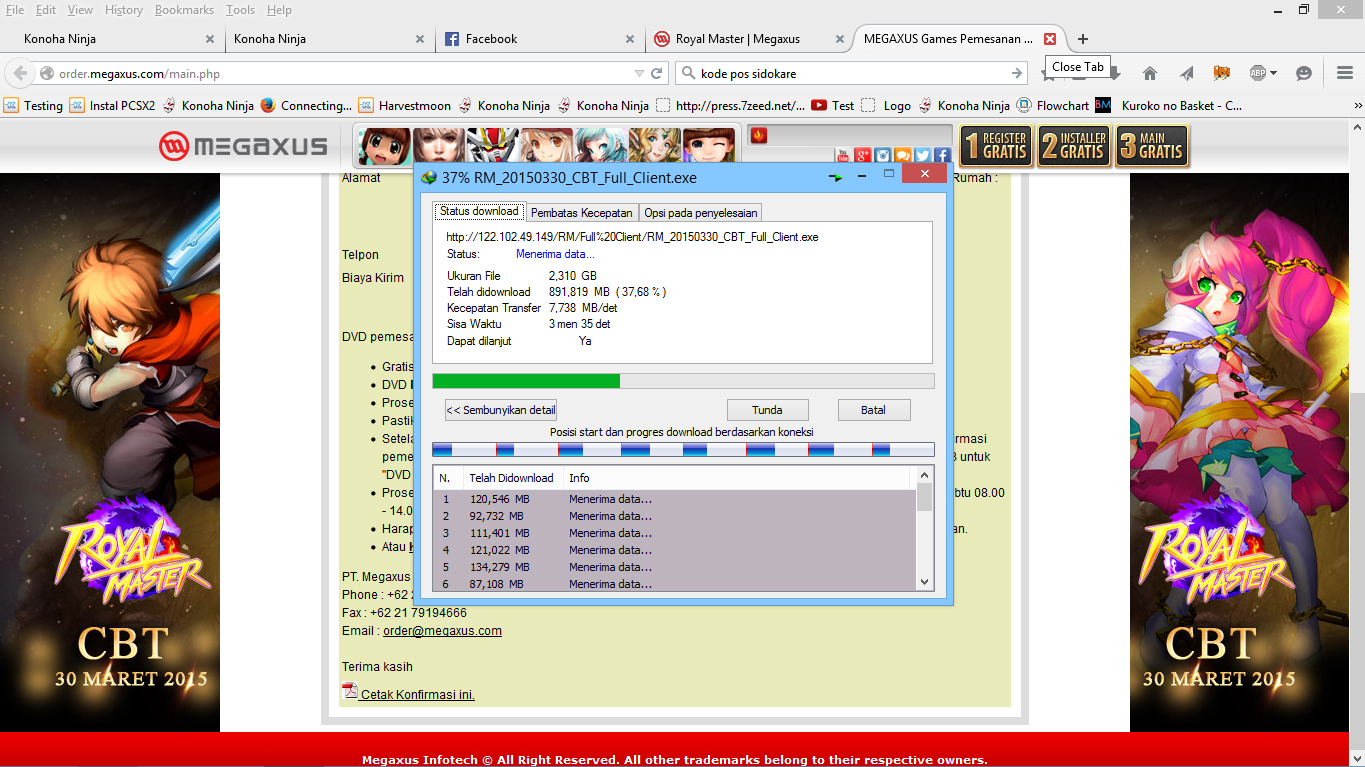 File Edit View History Bookmarks Tools Help
Konoha Ninja
Konoha Ninja
Facebook
Royal Master | Megaxus
MEGAXUS Games Pemesanan ...
order.megaxus.com/main.php
kode pos sidokare
ABP
Close Tab
Testing Instal PCSX2 Konoha Ninja Connecting... Harvestmoon Konoha Ninja Konoha Ninja http://press.7zeed.net/... Test Logo Konoha Ninja Flowchart BM Kuroko no Basket - C... »
MEGAXUS
1 REGISTER GRATIS
2 INSTALLER GRATIS
3 MAIN GRATIS
Alamat
Rumah :
Telpon
Biaya Kirim
37% RM_20150330_CBT_Full_Client.exe
Status download Pembatas Kecepatan Opsi pada penyelesaian
http://122.102.49.149/RM/Full%20Client/RM_20150330_CBT_Full_Client.exe
Status: Menerima data...
Ukuran File 2,310 GB
Telah didownload 891,819 MB ( 37,68 % )
Kecepatan Transfer 7,738 MB/det
Sisa Waktu 3 men 35 det
Dapat dilanjut Ya
<< Sembunyikan detail Tunda Batal
Posisi start dan progres download berdasarkan koneksi
N. Telah Didownload Info
1 120,546 MB Menerima data...
2 92,732 MB Menerima data...
3 111,401 MB Menerima data...
4 121,022 MB Menerima data...
5 134,279 MB Menerima data...
6 87,108 MB Menerima data...
DVD pemesa
Gratis
DVD
Prose
Pastik
Setela
rmasi
peme
untuk
"DVD
Prose
btu 08.00
- 14.0
Harap
an.
Atau
PT. Megaxus
Phone : +62
Fax : +62 21 79194666
Email : order@megaxus.com
Terima kasih
Cetak Konfirmasi ini.
ROYAL MASTER
CBT
30 MARET 2015
ROYAL MASTER
CBT
30 MARET 2015
Megaxus Infotech © All Right Reserved. All other trademarks belong to their respective owners.